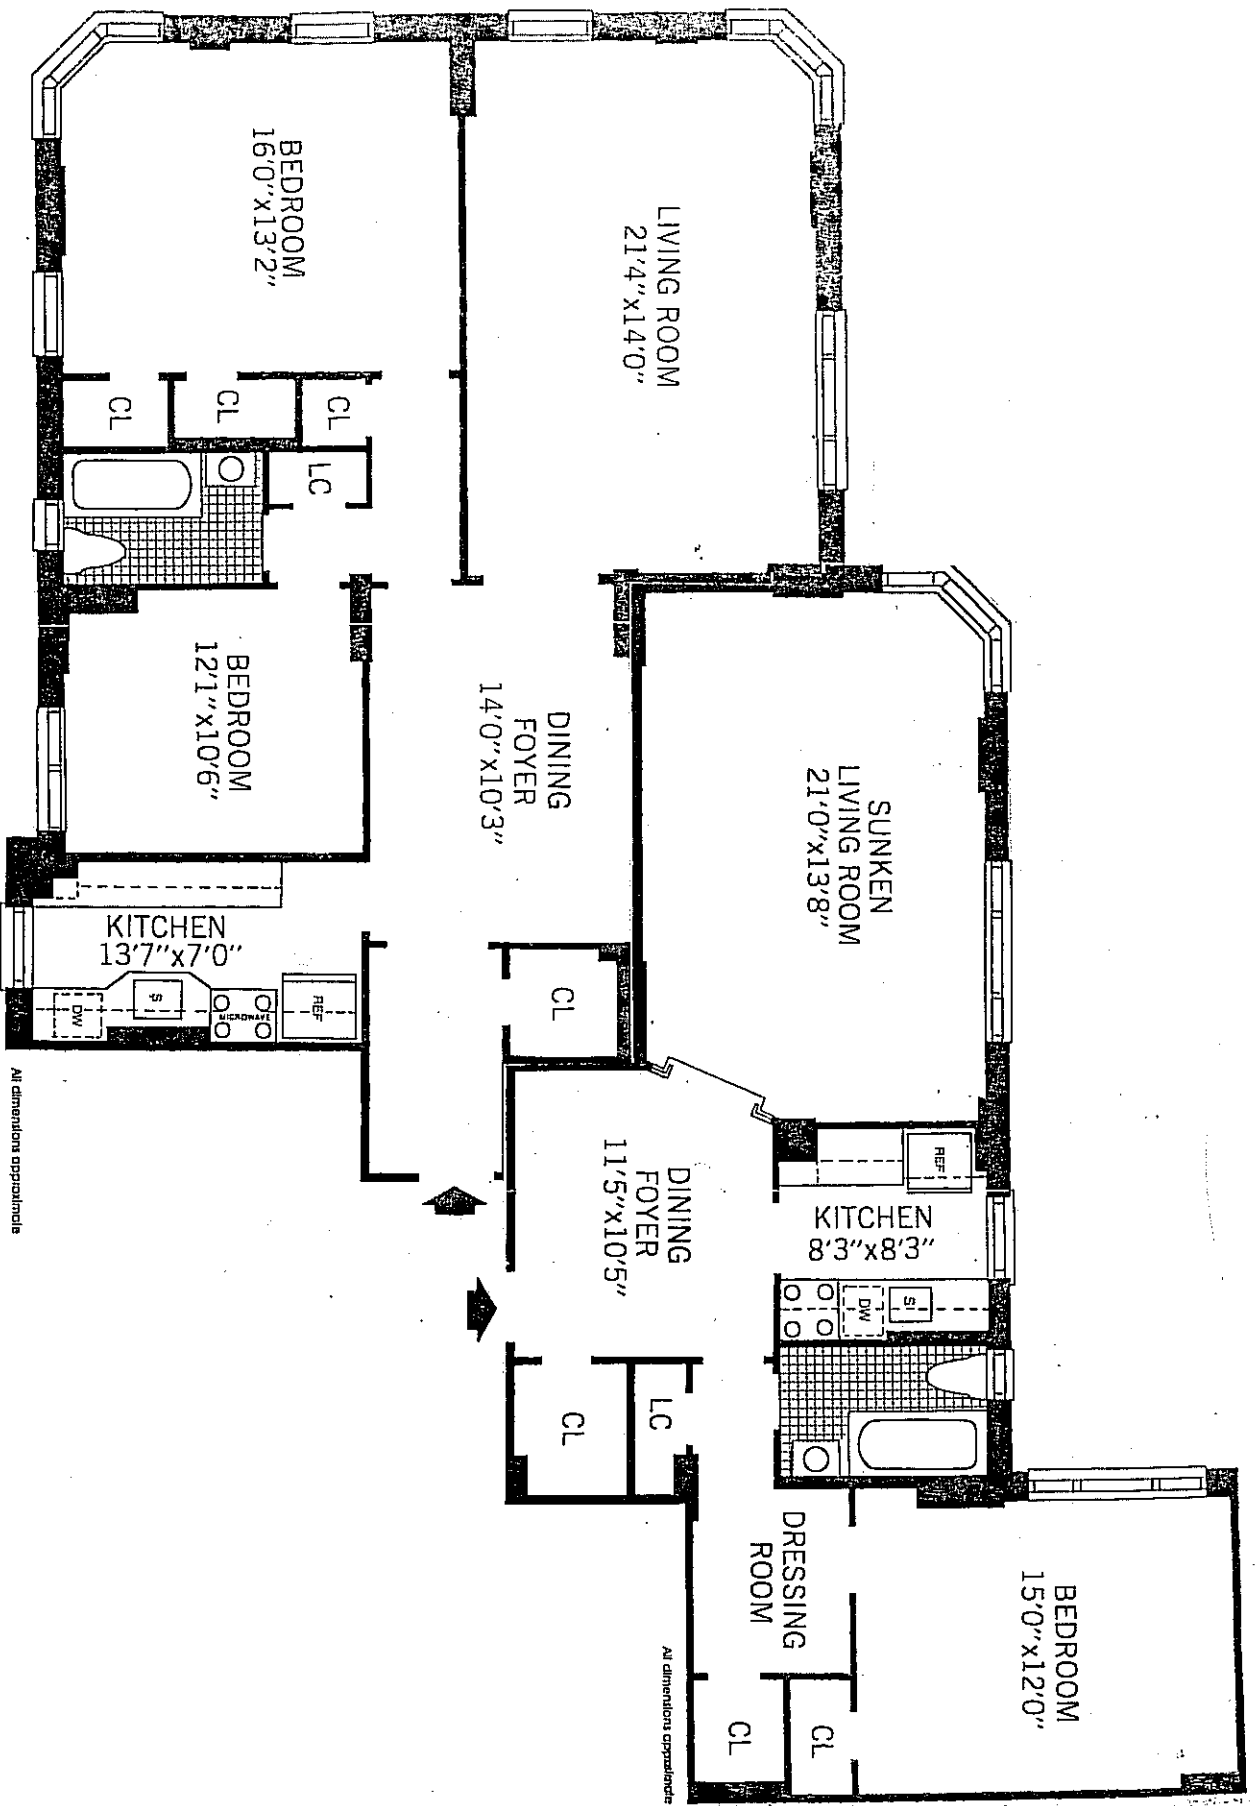 BEDROOM
16'0"x13'2"
LIVING ROOM
21'4"x14'0"
CL
CL
CL
LC
BEDROOM
12'1"x10'6"
DINING
FOYER
14'0"x10'3"
SUNKEN
LIVING ROOM
21'0"x13'8"
KITCHEN
13'7"x7'0"
DW
S
MICROWAVE
REF
CL
All dimensions approximate
DINING
FOYER
11'5"x10'5"
REF
KITCHEN
8'3"x8'3"
DW
S
CL
LC
DRESSING
ROOM
BEDROOM
15'0"x12'0"
CL
CL
All dimensions approximate